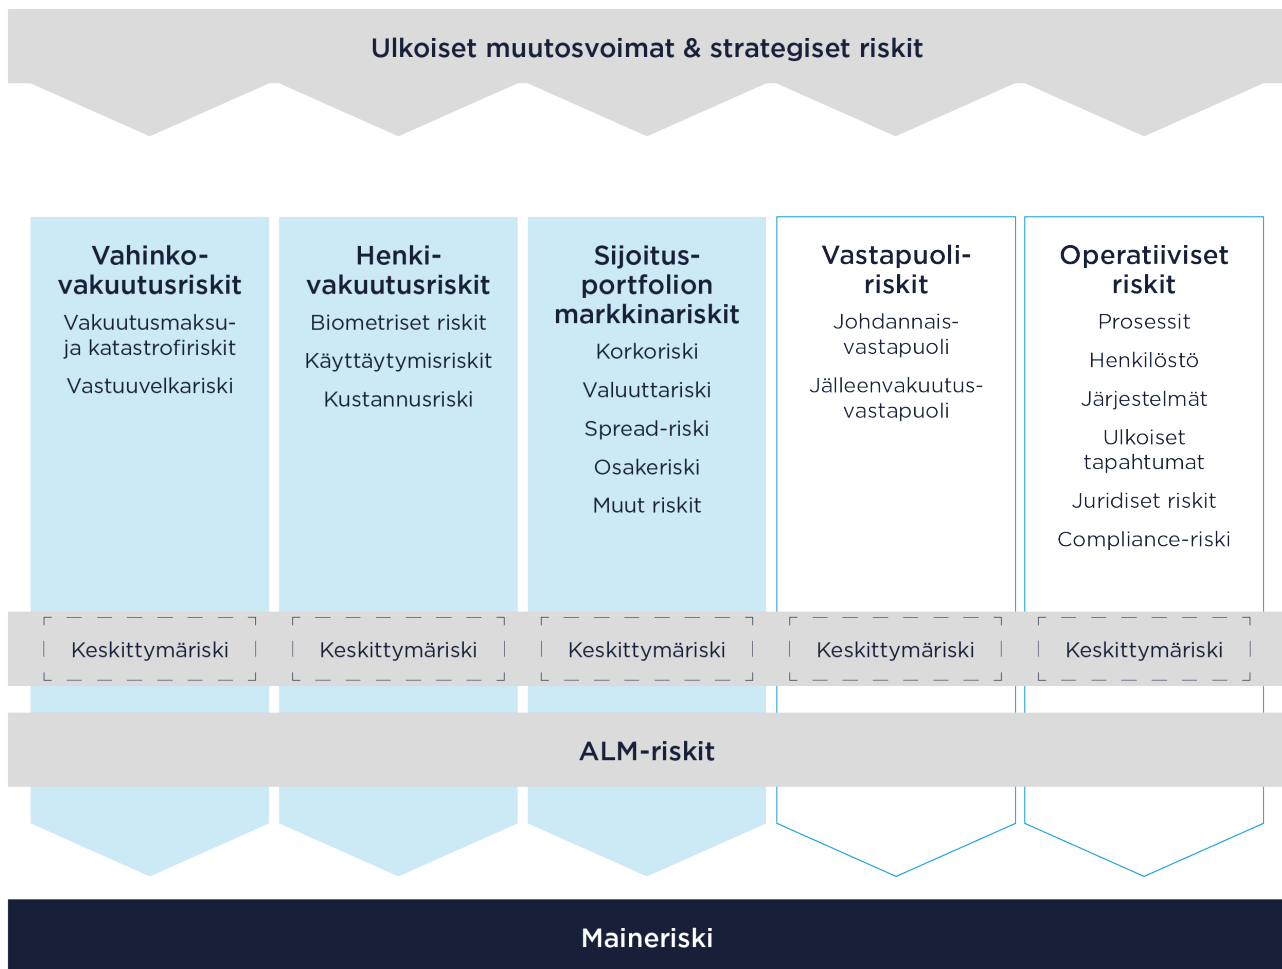 Ulkoiset muutosvoimat & strategiset riskit
Vahinko-
vakuutusriskit
Vakuutusmaksu-
ja katastrofiriskit
Vastuuvelkariski
Henki-
vakuutusriskit
Biometriset riskit
Käyttäytymisriskit
Kustannusriski
Sijoitus-
portfolion
markkinariskit
Korkoriski
Valuuttariski
Spread-riski
Osakeriski
Muut riskit
Vastapuoli-
riskit
Johdannais-
vastapuoli
Jälleenvakuutus-
vastapuoli
Operatiiviset
riskit
Prosessit
Henkilöstö
Järjestelmät
Ulkoiset
tapahtumat
Juridiset riskit
Compliance-riski
Keskittymäriski
Keskittymäriski
Keskittymäriski
Keskittymäriski
Keskittymäriski
ALM-riskit
Maineriski